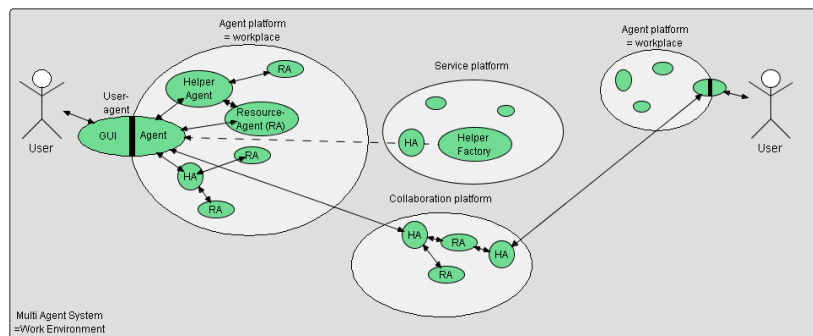 Agent platform
= workplace
Agent platform
= workplace
Service platform
User-
agent
Helper
Agent
RA
Resource-
Agent (RA)
GUI
Agent
RA
HA
RA
HA
Helper
Factory
User
User
Collaboration platform
HA
RA
HA
RA
Multi Agent System
=Work Environment